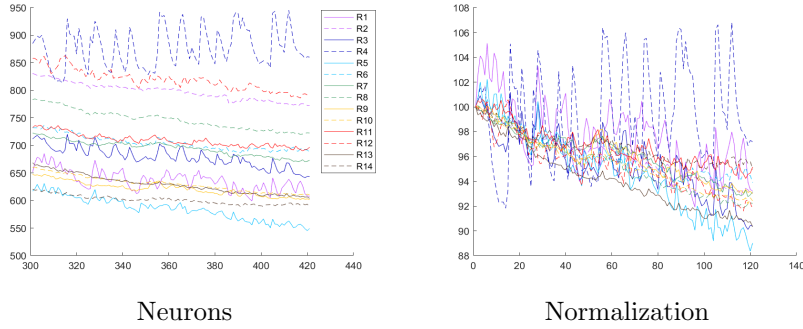 950
900
850
800
750
700
650
600
550
500
300
320
340
360
380
400
420
440
R1
R2
R3
R4
R5
R6
R7
R8
R9
R10
R11
R12
R13
R14
108
106
104
102
100
98
96
94
92
90
88
0
20
40
60
80
100
120
140
Neurons
Normalization